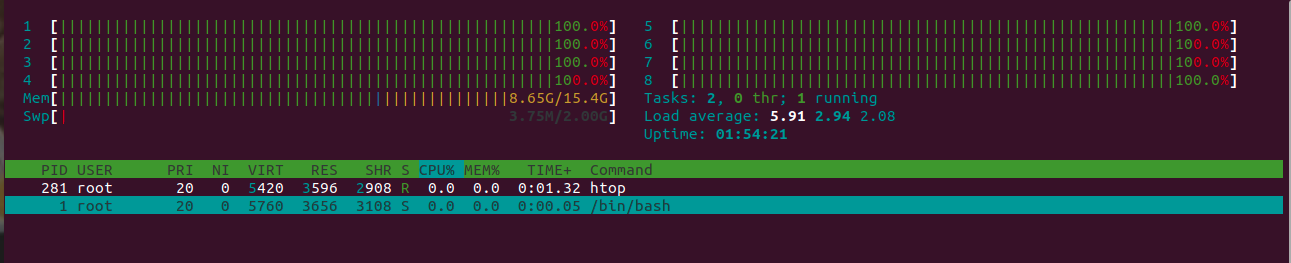 1 [||||||||||||||||||||||||||||||||||||||||||||||||||||||||100.0%] 5 [||||||||||||||||||||||||||||||||||||||||||||||||||||||||100.0%]
2 [||||||||||||||||||||||||||||||||||||||||||||||||||||||||100.0%] 6 [||||||||||||||||||||||||||||||||||||||||||||||||||||||||100.0%]
3 [||||||||||||||||||||||||||||||||||||||||||||||||||||||||100.0%] 7 [||||||||||||||||||||||||||||||||||||||||||||||||||||||||100.0%]
4 [||||||||||||||||||||||||||||||||||||||||||||||||||||||||100.0%] 8 [||||||||||||||||||||||||||||||||||||||||||||||||||||||||100.0%]
Mem[|||||||||||||||||||||||||||||||||||||||||||||||||||8.65G/15.4G] Tasks: 2, 0 thr; 1 running
Swp[| 3.75M/2.00G] Load average: 5.91 2.94 2.08
Uptime: 01:54:21
PID USER PRI NI VIRT RES SHR S CPU% MEM% TIME+ Command
281 root 20 0 5420 3596 2908 R 0.0 0.0 0:01.32 htop
1 root 20 0 5760 3656 3108 S 0.0 0.0 0:00.05 /bin/bash